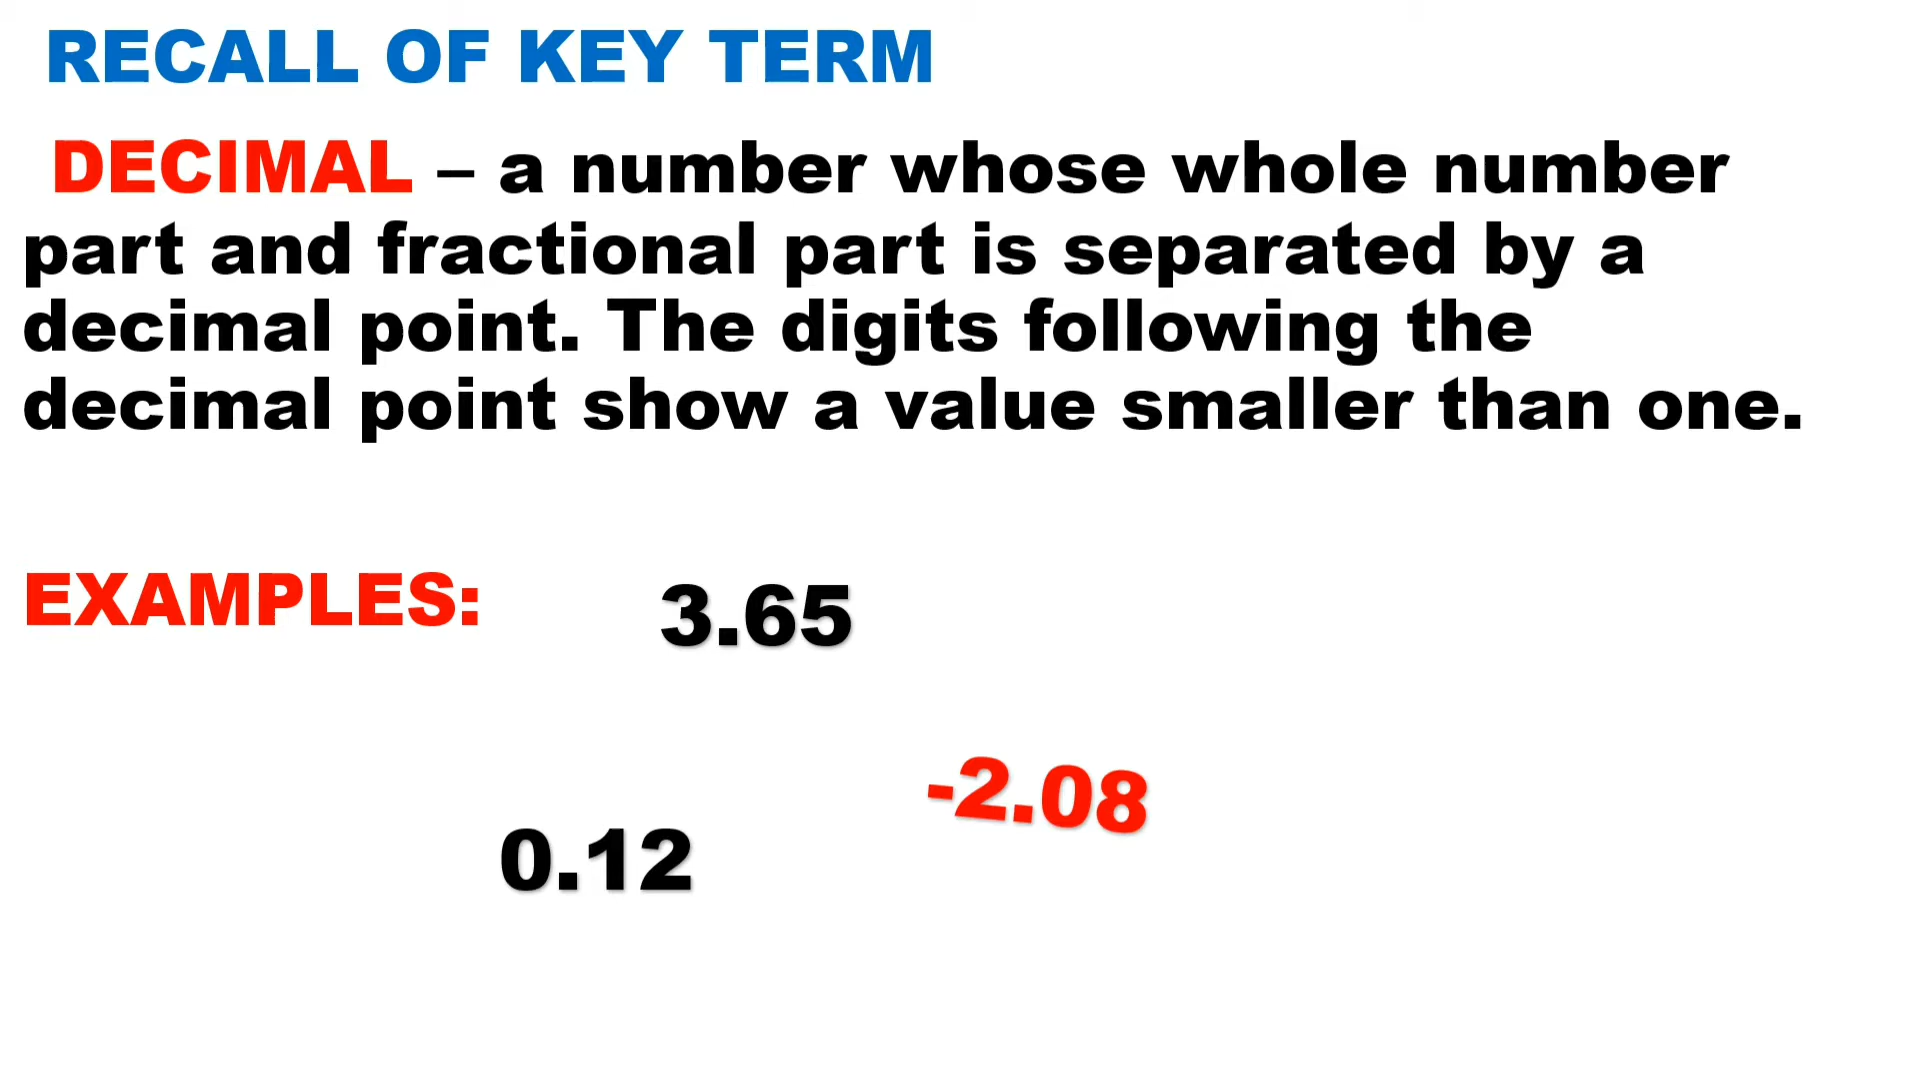 RECALL OF KEY TERM
DECIMAL – a number whose whole number
part and fractional part is separated by a
decimal point. The digits following the
decimal point show a value smaller than one.
EXAMPLES:
3.65
-2.08
0.12